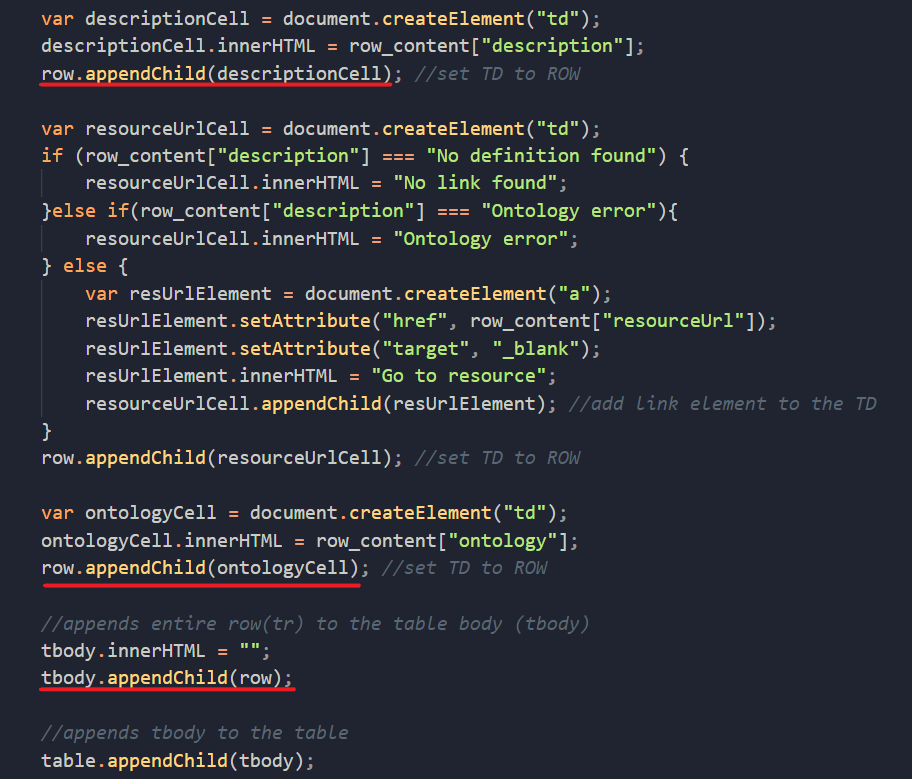 var descriptionCell = document.createElement("td");
descriptionCell.innerHTML = row_content["description"];
row.appendChild(descriptionCell); //set TD to ROW
var resourceUrlCell = document.createElement("td");
if (row_content["description"] === "No definition found") {
resourceUrlCell.innerHTML = "No link found";
}else if(row_content["description"] === "Ontology error"){
resourceUrlCell.innerHTML = "Ontology error";
} else {
var resUrlElement = document.createElement("a");
resUrlElement.setAttribute("href", row_content["resourceUrl"]);
resUrlElement.setAttribute("target", "_blank");
resUrlElement.innerHTML = "Go to resource";
resourceUrlCell.appendChild(resUrlElement); //add link element to the TD
}
row.appendChild(resourceUrlCell); //set TD to ROW
var ontologyCell = document.createElement("td");
ontologyCell.innerHTML = row_content["ontology"];
row.appendChild(ontologyCell); //set TD to ROW
//appends entire row(tr) to the table body (tbody)
tbody.innerHTML = "";
tbody.appendChild(row);
//appends tbody to the table
table.appendChild(tbody);